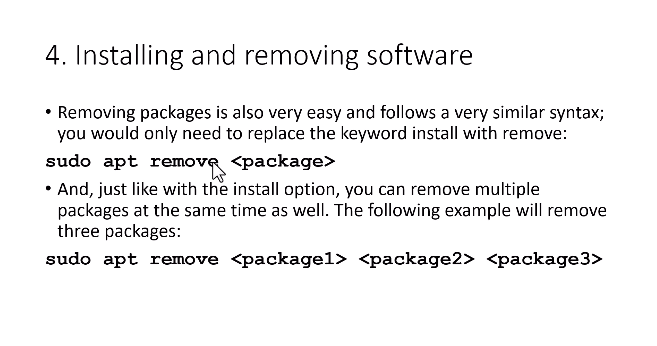 4. Installing and removing software
• Removing packages is also very easy and follows a very similar syntax;
you would only need to replace the keyword install with remove:
sudo apt remove <package>
• And, just like with the install option, you can remove multiple
packages at the same time as well. The following example will remove
three packages:
sudo apt remove <package1> <package2> <package3>